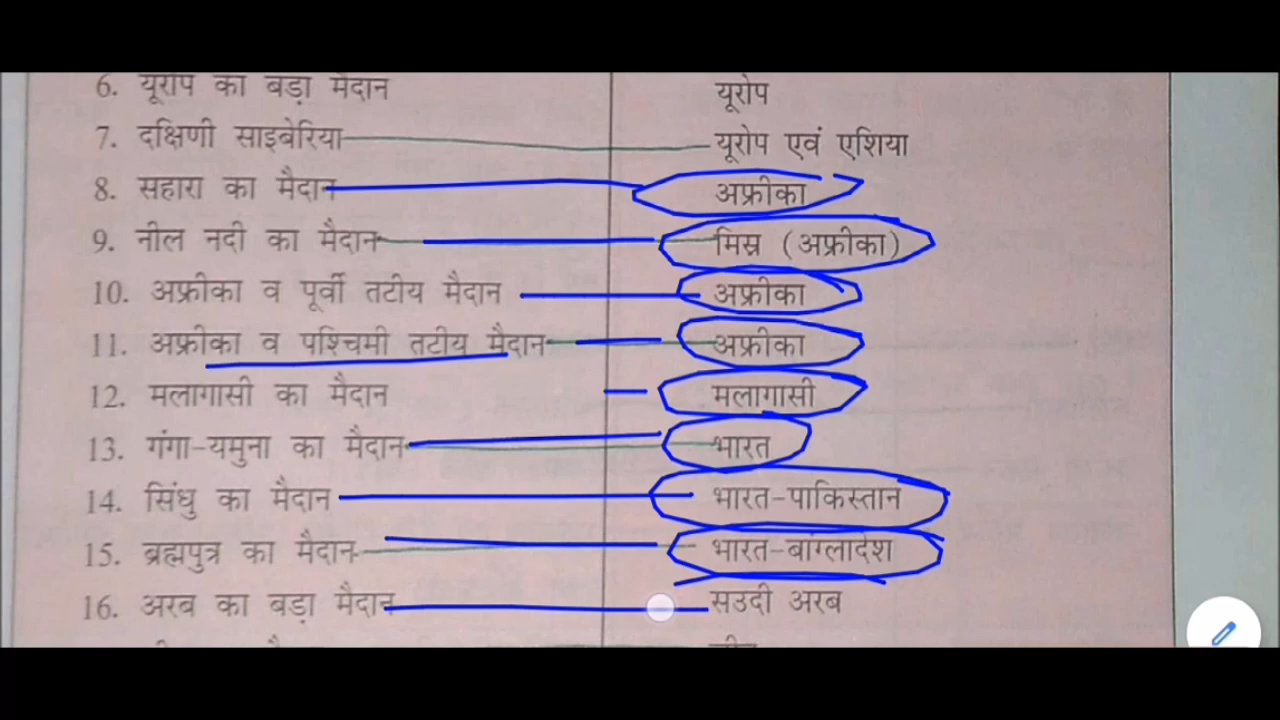 6. यूरोप का बड़ा मैदान यूरोप
7. दक्षिणी साइबेरिया यूरोप एवं एशिया
8. सहारा का मैदान अफ्रीका
9. नील नदी का मैदान मिस्र (अफ्रीका)
10. अफ्रीका व पूर्वी तटीय मैदान अफ्रीका
11. अफ्रीका व पश्चिमी तटीय मैदान अफ्रीका
12. मलागासी का मैदान मलागासी
13. गंगा-यमुना का मैदान भारत
14. सिंधु का मैदान भारत-पाकिस्तान
15. ब्रह्मपुत्र का मैदान भारत-बांग्लादेश
16. अरब का बड़ा मैदान सउदी अरब